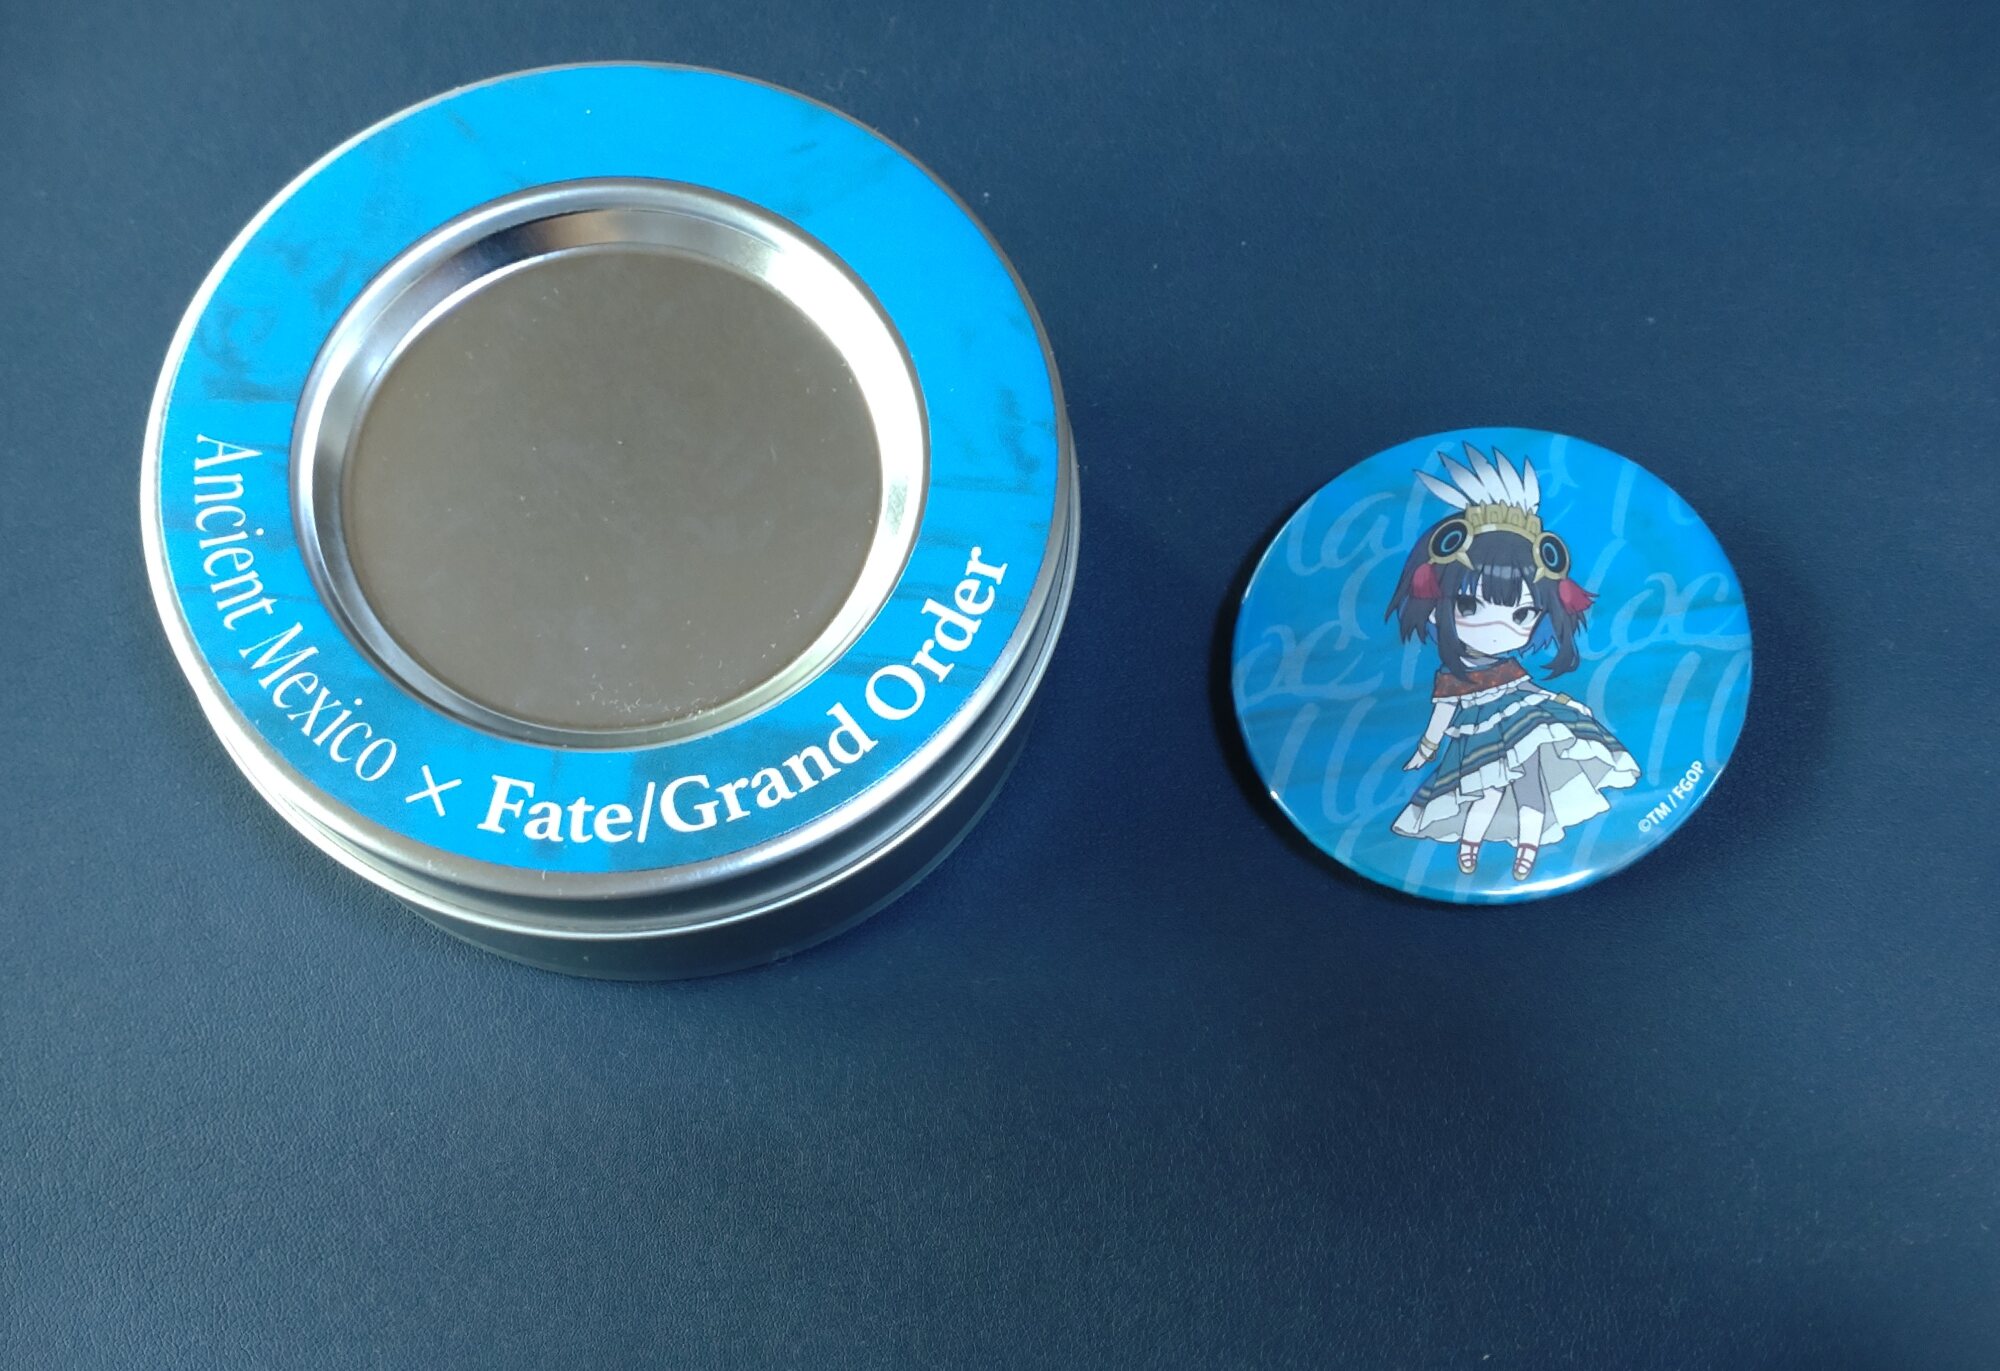 Ancient Mexico × Fate/Grand Order
©TM / FGOP